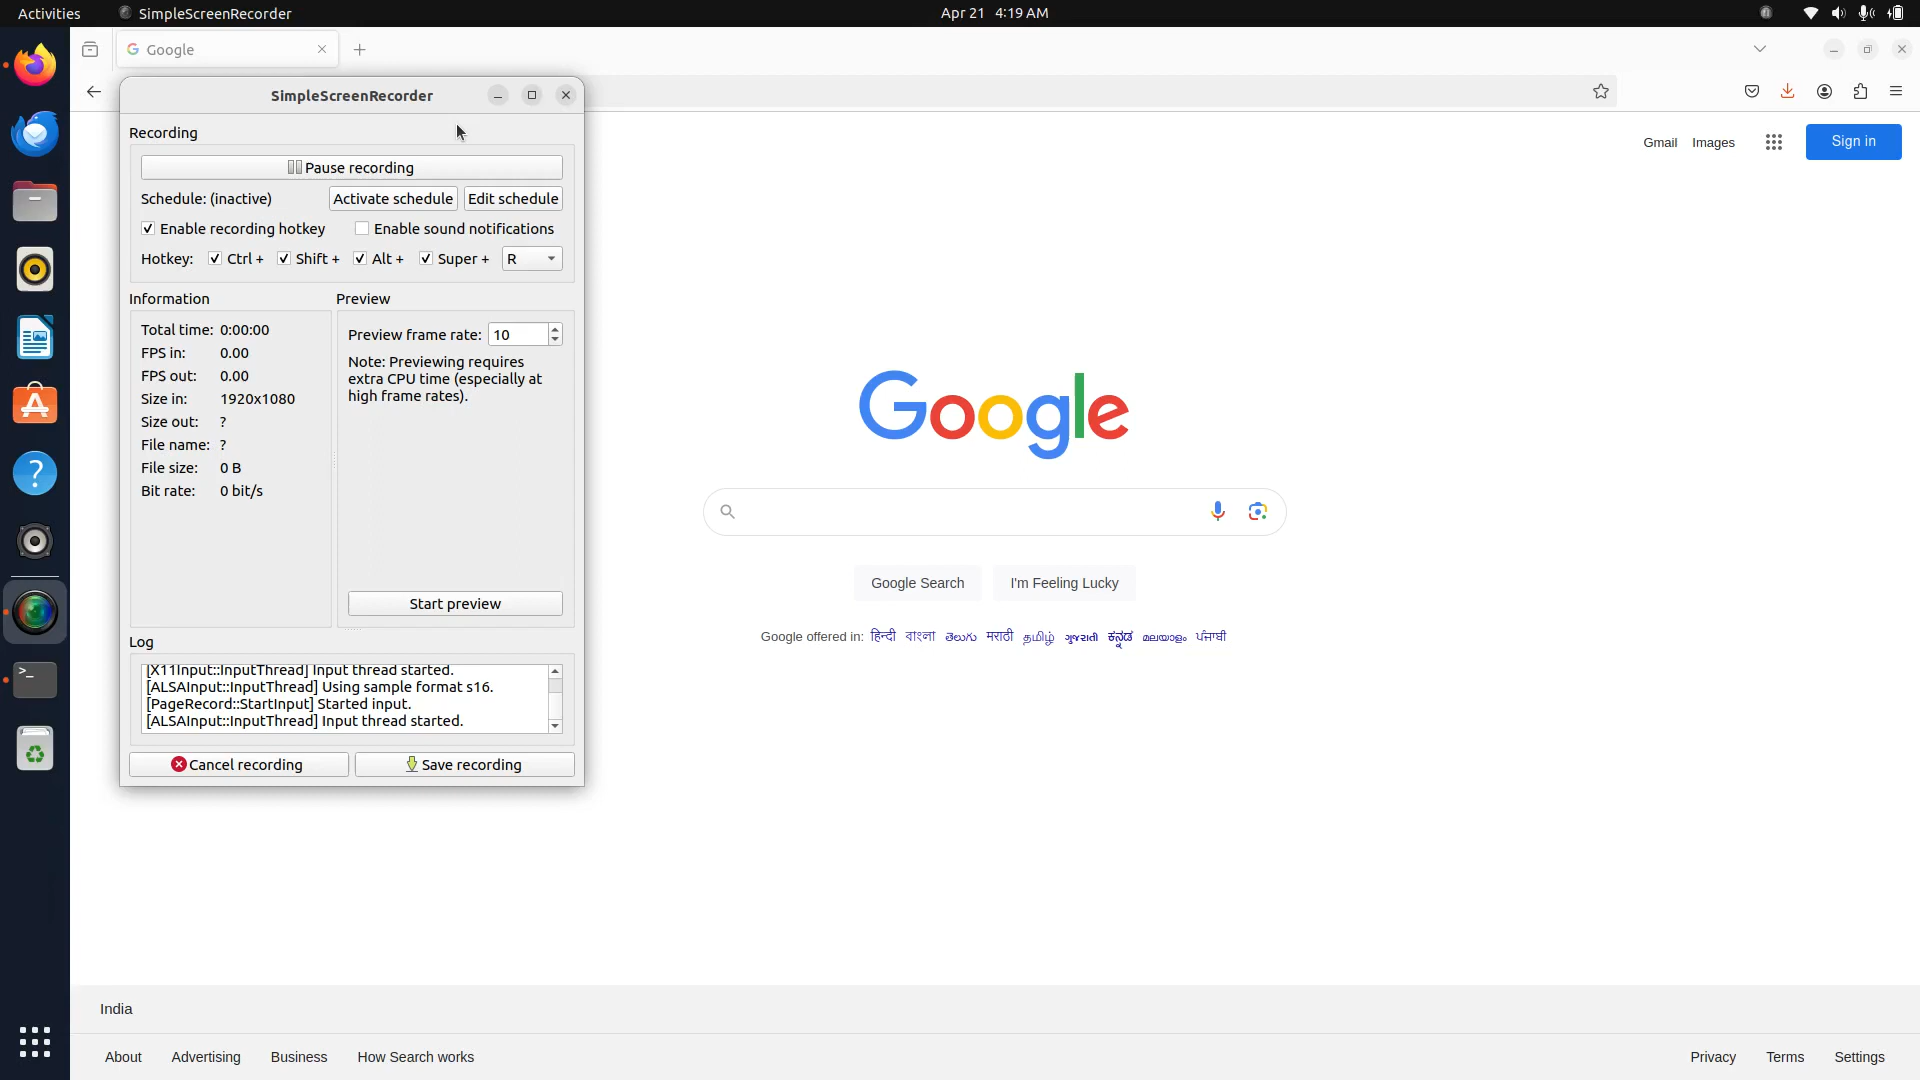 Activities
SimpleScreenRecorder
Apr 21 4:19 AM
Google
SimpleScreenRecorder
Recording
Pause recording
Schedule: (inactive)
Activate schedule
Edit schedule
Enable recording hotkey
Enable sound notifications
Hotkey:
Ctrl +
Shift +
Alt +
Super +
R
Information
Total time: 0:00:00
FPS in: 0.00
FPS out: 0.00
Size in: 1920x1080
Size out: ?
File name: ?
File size: 0 B
Bit rate: 0 bit/s
Preview
Preview frame rate: 10
Note: Previewing requires
extra CPU time (especially at
high frame rates).
Start preview
Log
[X11Input::InputThread] Input thread started.
[ALSAInput::InputThread] Using sample format s16.
[PageRecord::StartInput] Started input.
[ALSAInput::InputThread] Input thread started.
Cancel recording
Save recording
Gmail
Images
Sign in
Google
Google Search
I'm Feeling Lucky
Google offered in: हिन्दी বাংলা తెలుగు मराठी தமிழ் ગુજરાતી ಕನ್ನಡ മലയാളം ਪੰਜਾਬੀ
India
About
Advertising
Business
How Search works
Privacy
Terms
Settings